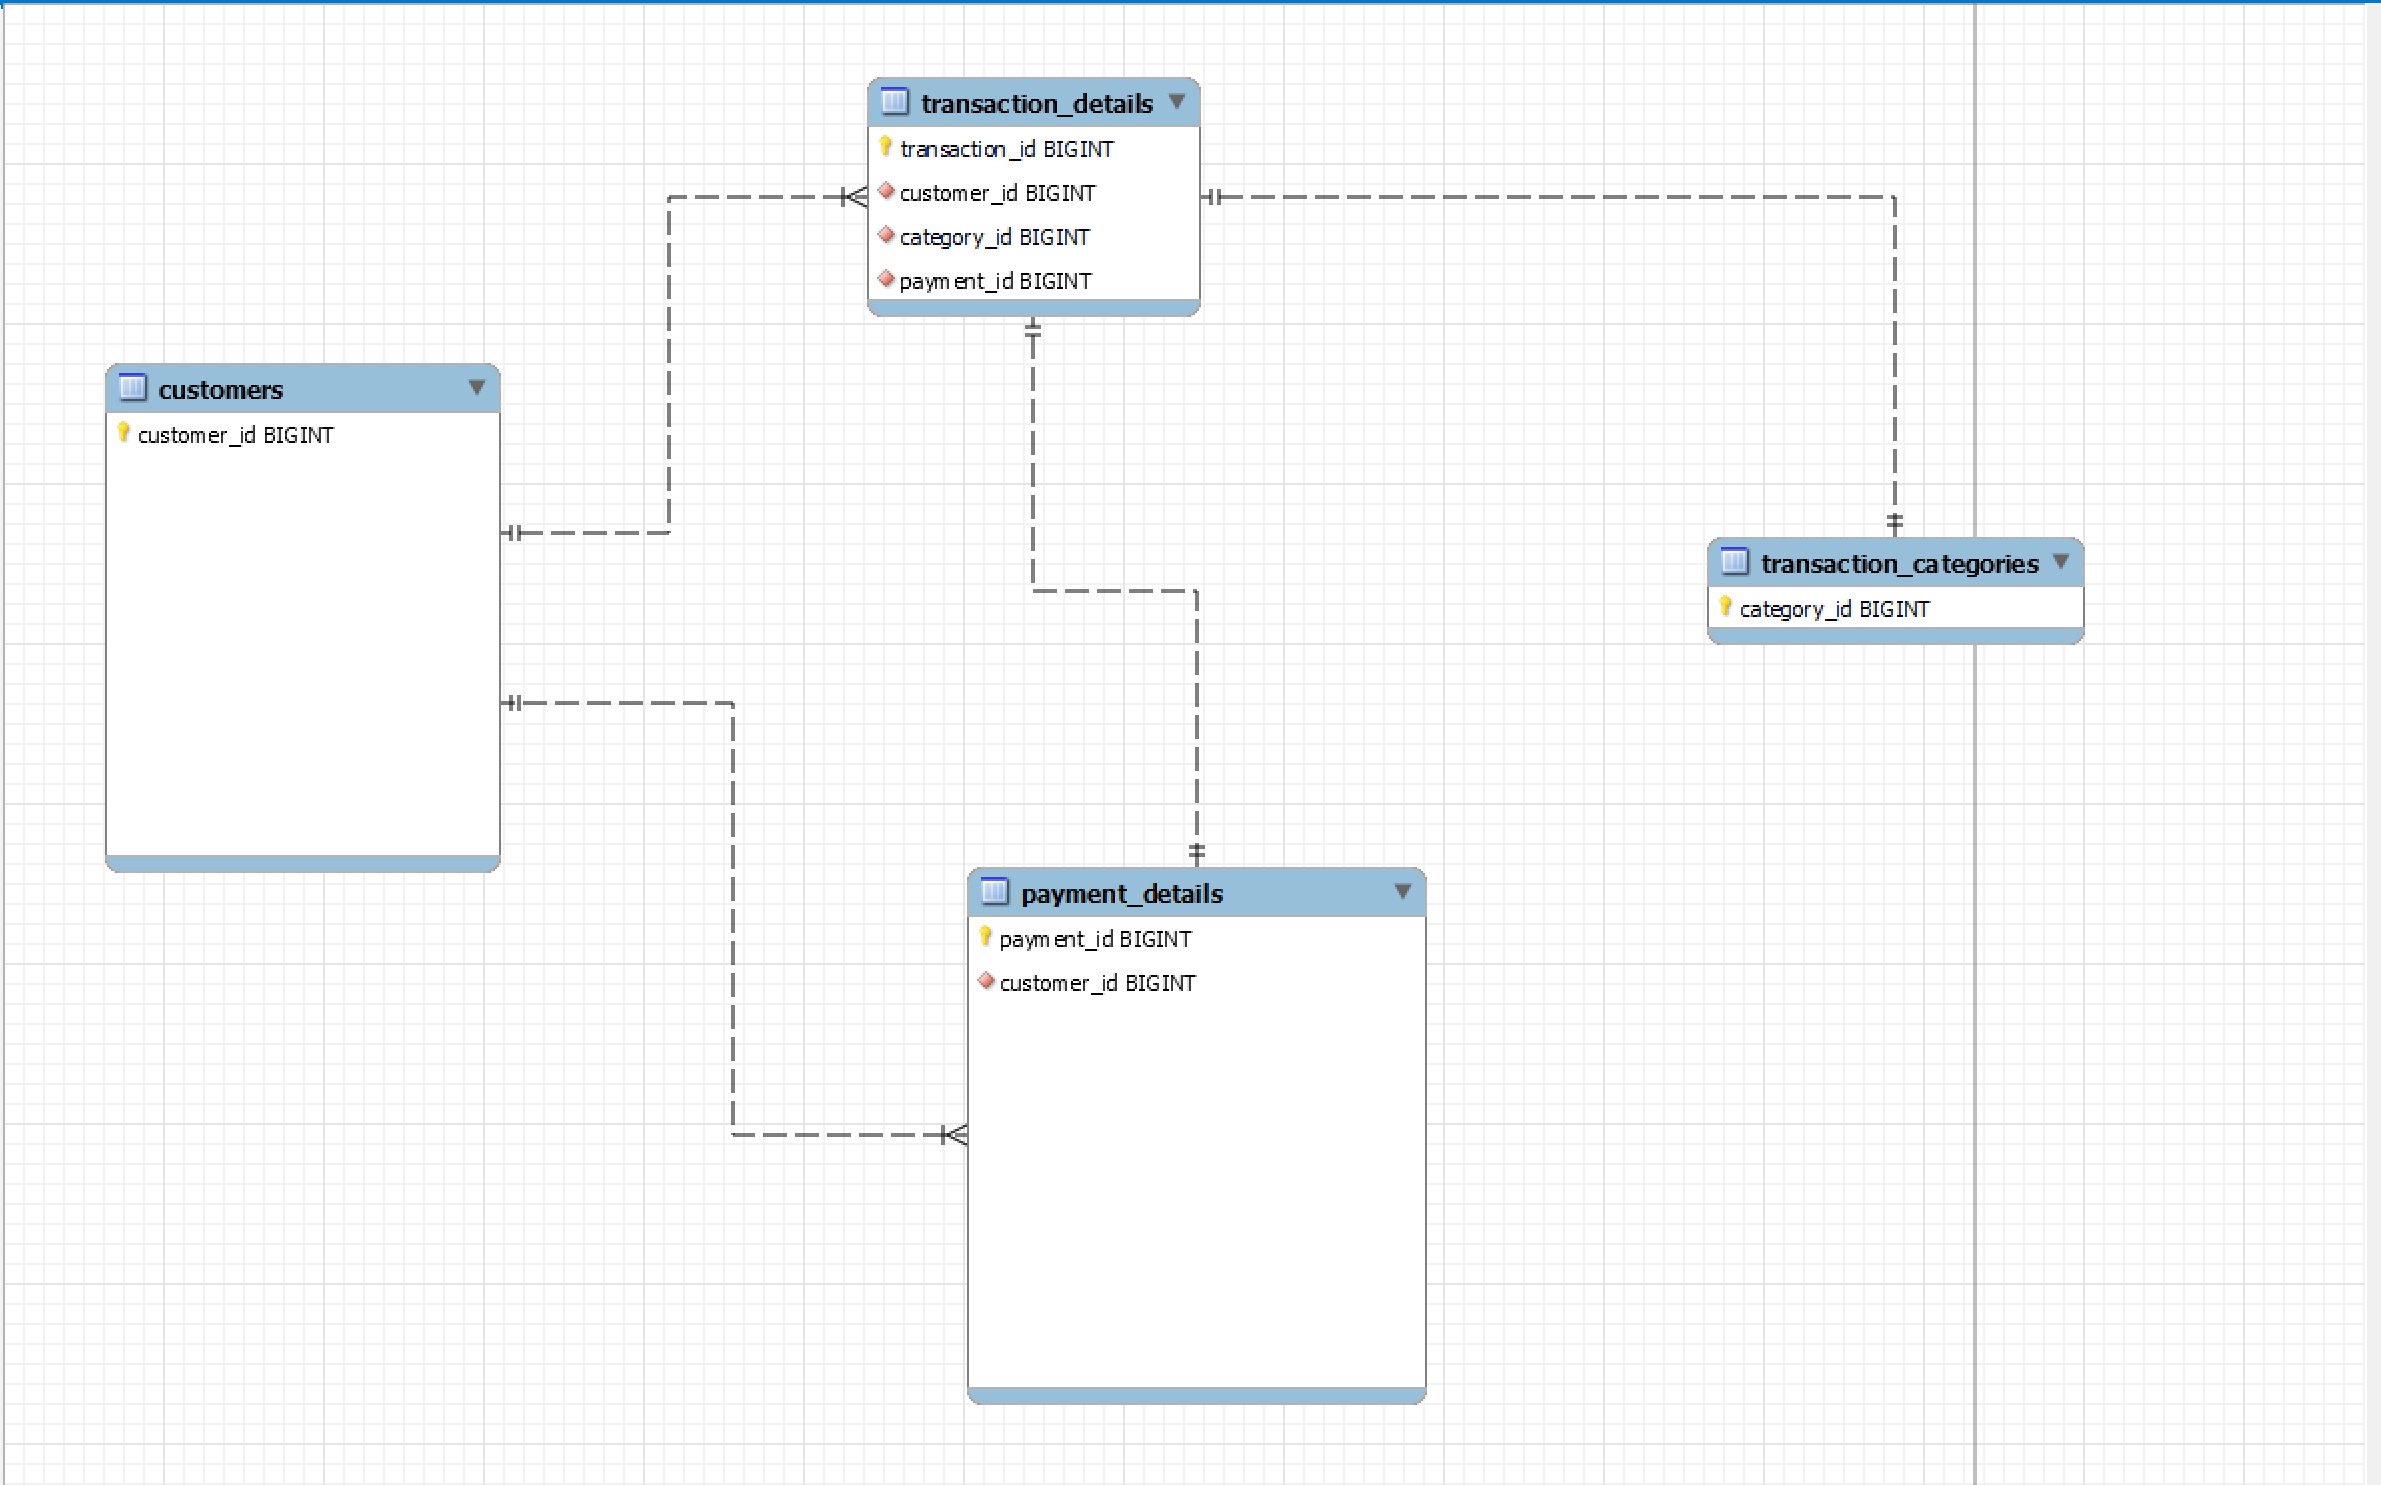 transaction_details
transaction_id BIGINT
customer_id BIGINT
category_id BIGINT
payment_id BIGINT
customers
customer_id BIGINT
transaction_categories
category_id BIGINT
payment_details
payment_id BIGINT
customer_id BIGINT